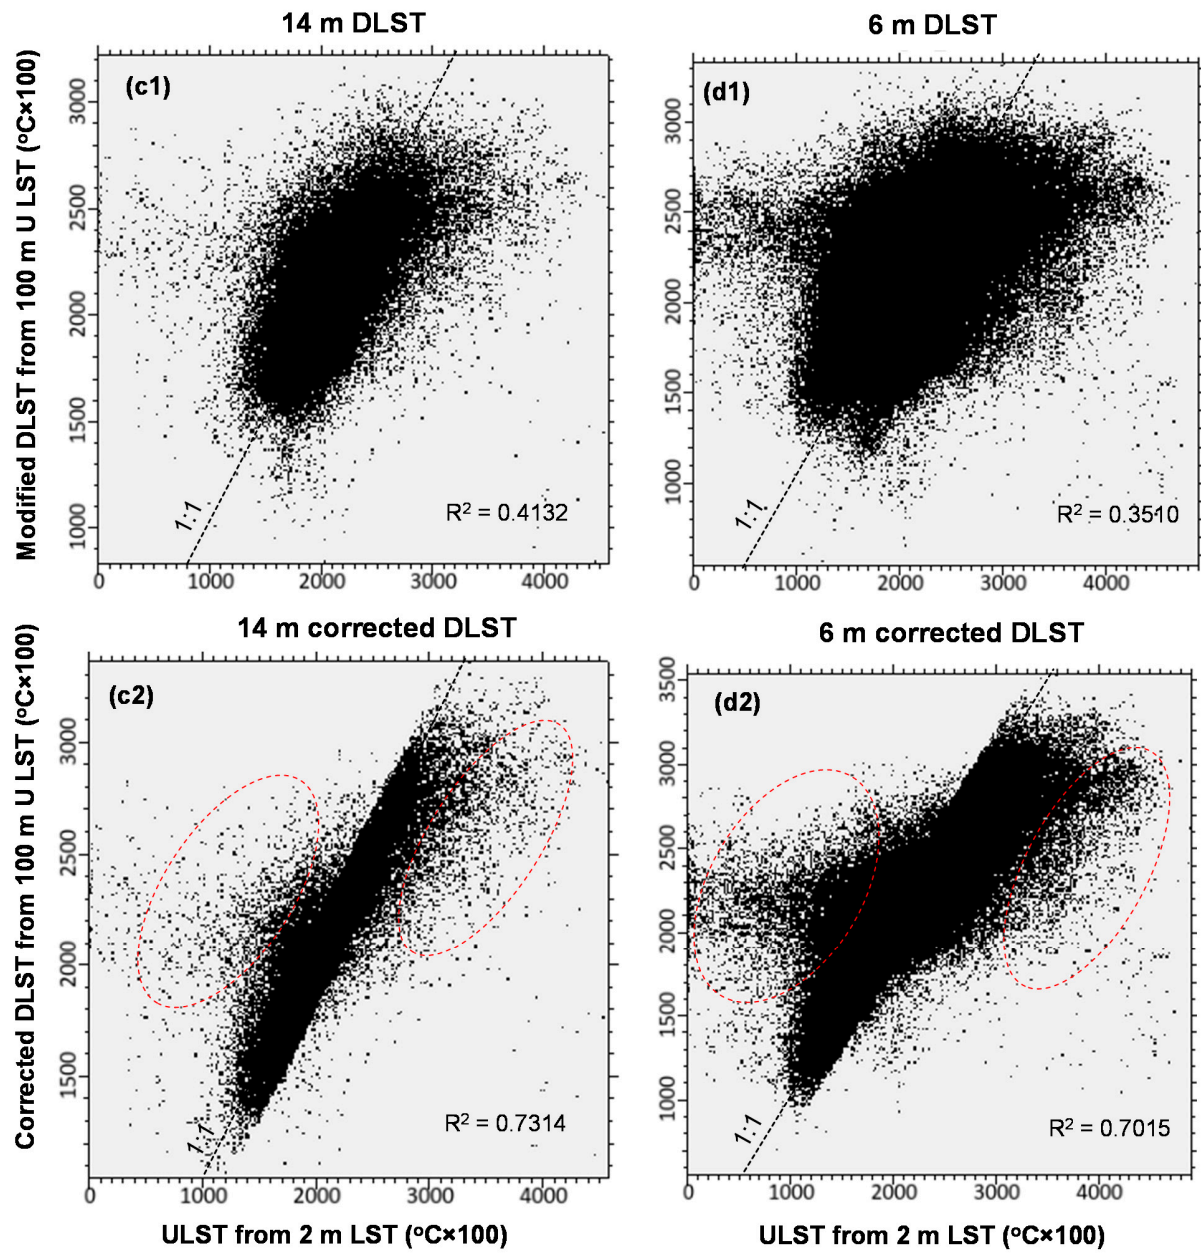 14 m DLST
6 m DLST
Modified DLST from 100 m U LST (ºC×100)
(c1)
3000
2500
2000
1500
1000
1:1
R² = 0.4132
0 1000 2000 3000 4000
(d1)
3000
2500
2000
1500
1000
1:1
R² = 0.3510
0 1000 2000 3000 4000
14 m corrected DLST
6 m corrected DLST
Corrected DLST from 100 m U LST (ºC×100)
(c2)
3000
2500
2000
1500
1:1
R² = 0.7314
0 1000 2000 3000 4000
(d2)
3500
3000
2500
2000
1500
1000
1:1
R² = 0.7015
0 1000 2000 3000 4000
ULST from 2 m LST (ºC×100)
ULST from 2 m LST (ºC×100)